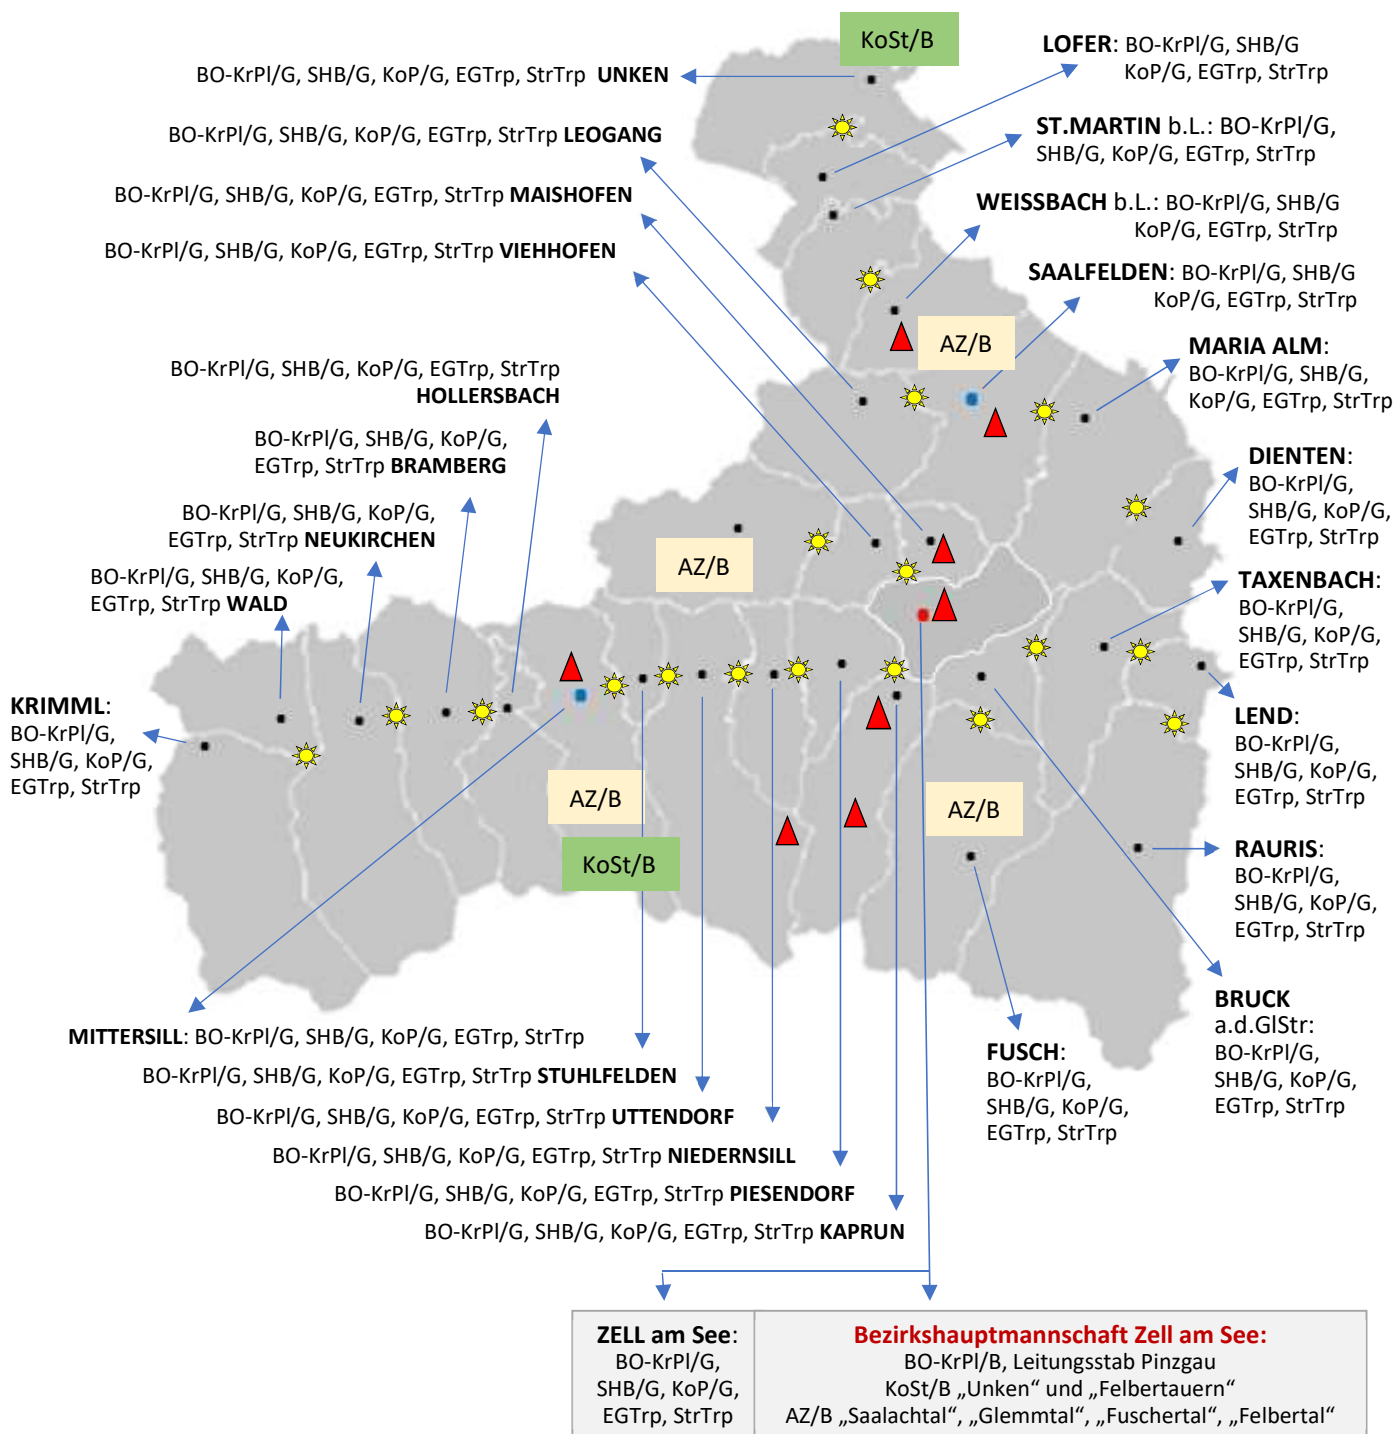 KoSt/B
LOFER: BO-KrPl/G, SHB/G
KoP/G, EGTrp, StrTrp
BO-KrPl/G, SHB/G, KoP/G, EGTrp, StrTrp UNKEN
BO-KrPl/G, SHB/G, KoP/G, EGTrp, StrTrp LEOGANG
ST.MARTIN b.L.: BO-KrPl/G,
SHB/G, KoP/G, EGTrp, StrTrp
BO-KrPl/G, SHB/G, KoP/G, EGTrp, StrTrp MAISHOFEN
WEISSBACH b.L.: BO-KrPl/G, SHB/G
KoP/G, EGTrp, StrTrp
BO-KrPl/G, SHB/G, KoP/G, EGTrp, StrTrp VIEHHOFEN
SAALFELDEN: BO-KrPl/G, SHB/G
KoP/G, EGTrp, StrTrp
AZ/B
MARIA ALM:
BO-KrPl/G, SHB/G,
KoP/G, EGTrp, StrTrp
BO-KrPl/G, SHB/G, KoP/G, EGTrp, StrTrp
HOLLERSBACH
BO-KrPl/G, SHB/G, KoP/G,
EGTrp, StrTrp BRAMBERG
DIENTEN:
BO-KrPl/G,
SHB/G, KoP/G,
EGTrp, StrTrp
BO-KrPl/G, SHB/G, KoP/G,
EGTrp, StrTrp NEUKIRCHEN
AZ/B
BO-KrPl/G, SHB/G, KoP/G,
EGTrp, StrTrp WALD
TAXENBACH:
BO-KrPl/G,
SHB/G, KoP/G,
EGTrp, StrTrp
KRIMML:
BO-KrPl/G,
SHB/G, KoP/G,
EGTrp, StrTrp
LEND:
BO-KrPl/G,
SHB/G, KoP/G,
EGTrp, StrTrp
AZ/B
AZ/B
KoSt/B
RAURIS:
BO-KrPl/G,
SHB/G, KoP/G,
EGTrp, StrTrp
BRUCK
a.d.GlStr:
BO-KrPl/G,
SHB/G, KoP/G,
EGTrp, StrTrp
FUSCH:
BO-KrPl/G,
SHB/G, KoP/G,
EGTrp, StrTrp
MITTERSILL: BO-KrPl/G, SHB/G, KoP/G, EGTrp, StrTrp
BO-KrPl/G, SHB/G, KoP/G, EGTrp, StrTrp STUHLFELDEN
BO-KrPl/G, SHB/G, KoP/G, EGTrp, StrTrp UTTENDORF
BO-KrPl/G, SHB/G, KoP/G, EGTrp, StrTrp NIEDERNSILL
BO-KrPl/G, SHB/G, KoP/G, EGTrp, StrTrp PIESENDORF
BO-KrPl/G, SHB/G, KoP/G, EGTrp, StrTrp KAPRUN
ZELL am See:
BO-KrPl/G,
SHB/G, KoP/G,
EGTrp, StrTrp
Bezirkshauptmannschaft Zell am See:
BO-KrPl/B, Leitungsstab Pinzgau
KoSt/B „Unken“ und „Felbertauern“
AZ/B „Saalachtal“, „Glemmtal“, „Fuschertal“, „Felbertal“